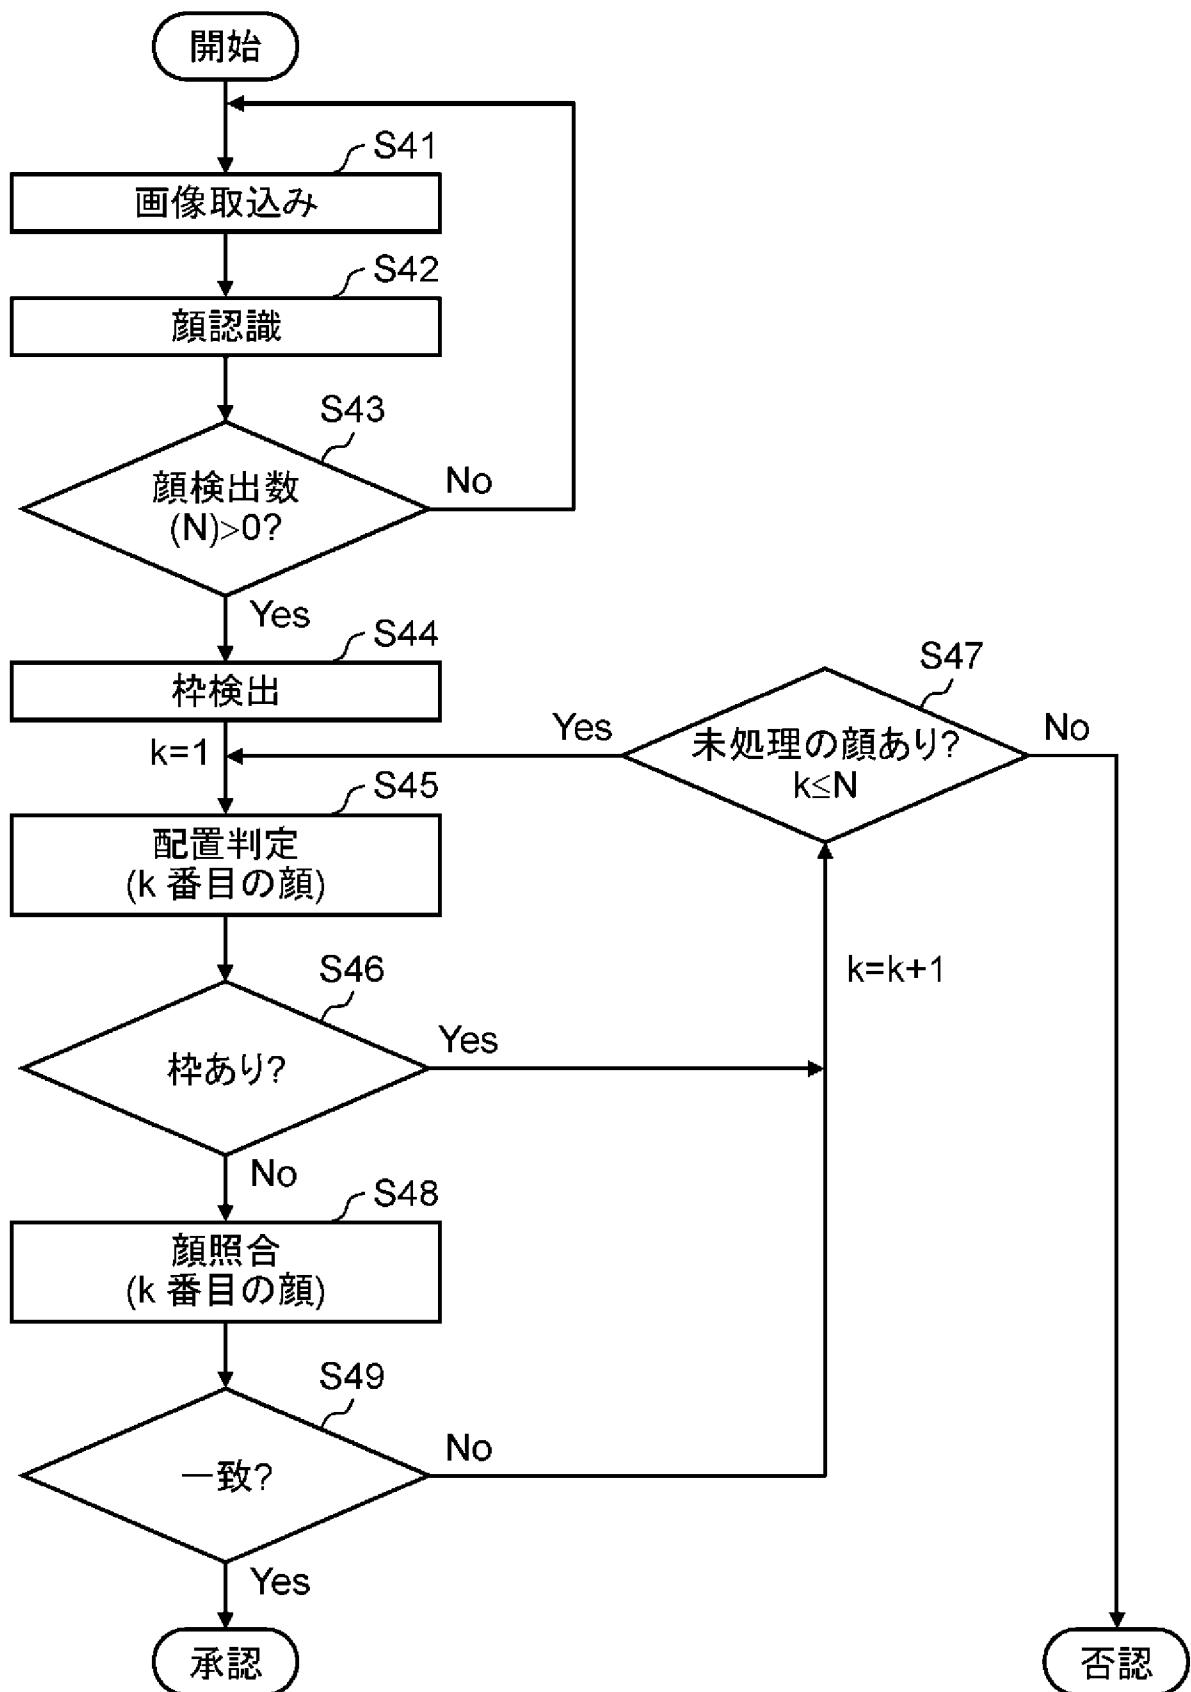 開始
S41
画像取込み
S42
顔認識
S43
顔検出数
(N)>0?
No
Yes
S44
枠検出
k=1
S47
未処理の顔あり?
k≤N
Yes
No
S45
配置判定
(k 番目の顔)
S46
枠あり?
Yes
k=k+1
No
S48
顔照合
(k 番目の顔)
S49
一致?
No
Yes
承認
否認